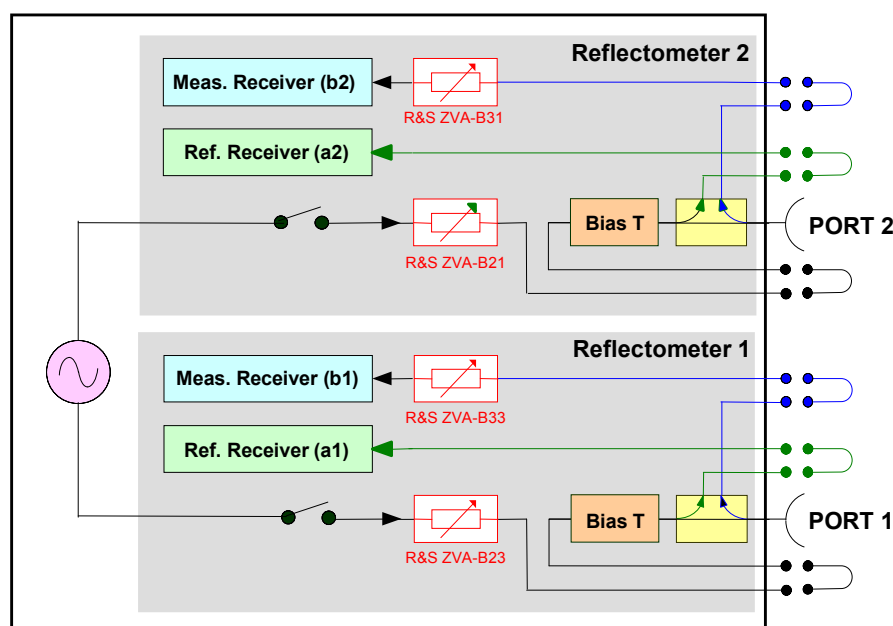 Reflectometer 2
Meas. Receiver (b2)
R&S ZVA-B31
Ref. Receiver (a2)
Bias T
PORT 2
R&S ZVA-B21
Reflectometer 1
Meas. Receiver (b1)
R&S ZVA-B33
Ref. Receiver (a1)
Bias T
PORT 1
R&S ZVA-B23